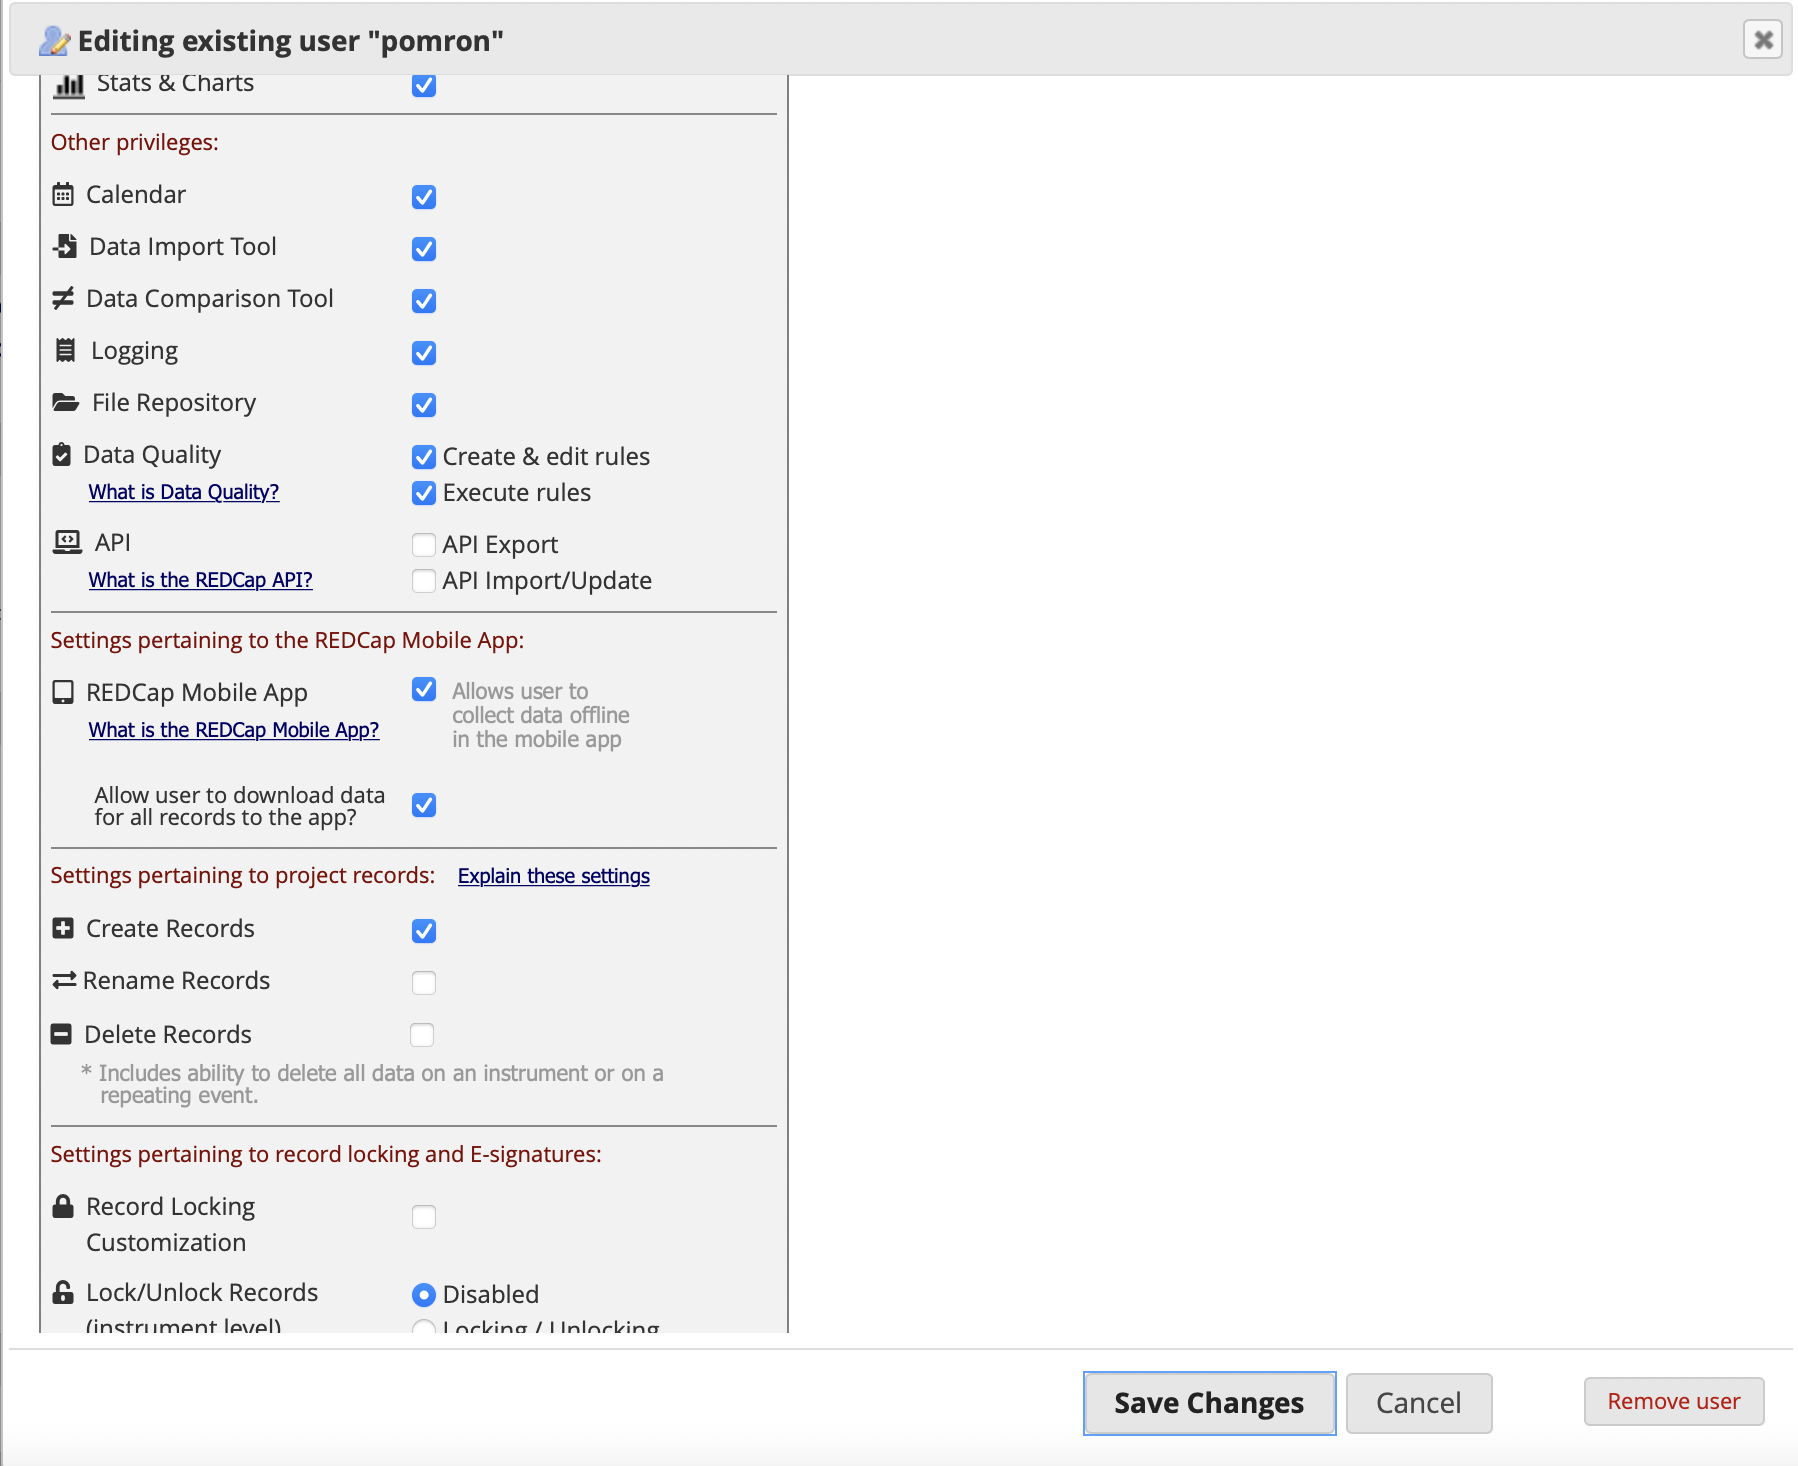 Editing existing user "pomron"
Stats & Charts
Other privileges:
Calendar
Data Import Tool
Data Comparison Tool
Logging
File Repository
Data Quality
Create & edit rules
What is Data Quality?
Execute rules
API
API Export
What is the REDCap API?
API Import/Update
Settings pertaining to the REDCap Mobile App:
REDCap Mobile App
What is the REDCap Mobile App?
Allows user to
collect data offline
in the mobile app
Allow user to download data
for all records to the app?
Settings pertaining to project records: Explain these settings
Create Records
Rename Records
Delete Records
* Includes ability to delete all data on an instrument or on a
repeating event.
Settings pertaining to record locking and E-signatures:
Record Locking
Customization
Lock/Unlock Records
(instrument level)
Disabled
Locking / Unlocking
Save Changes
Cancel
Remove user